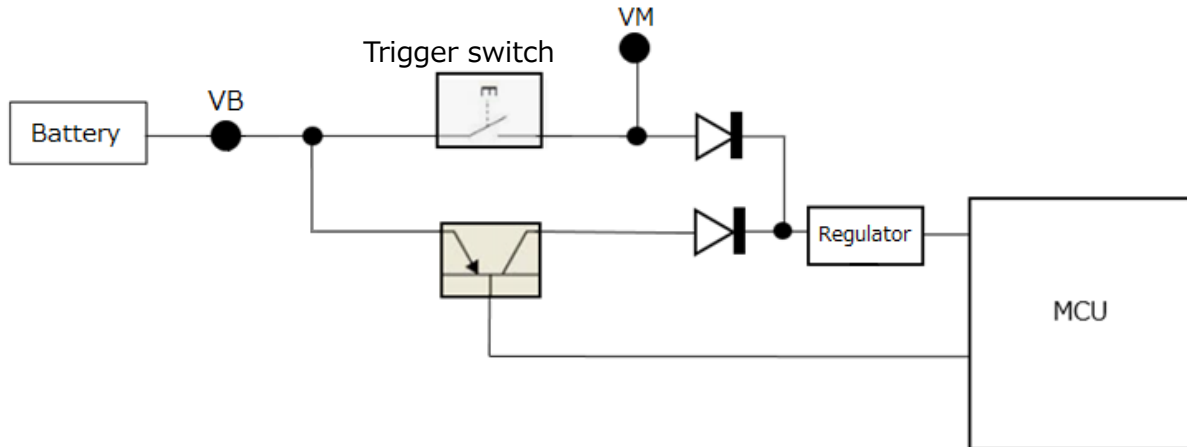 VM
Trigger switch
VB
Battery
E
Regulator
MCU